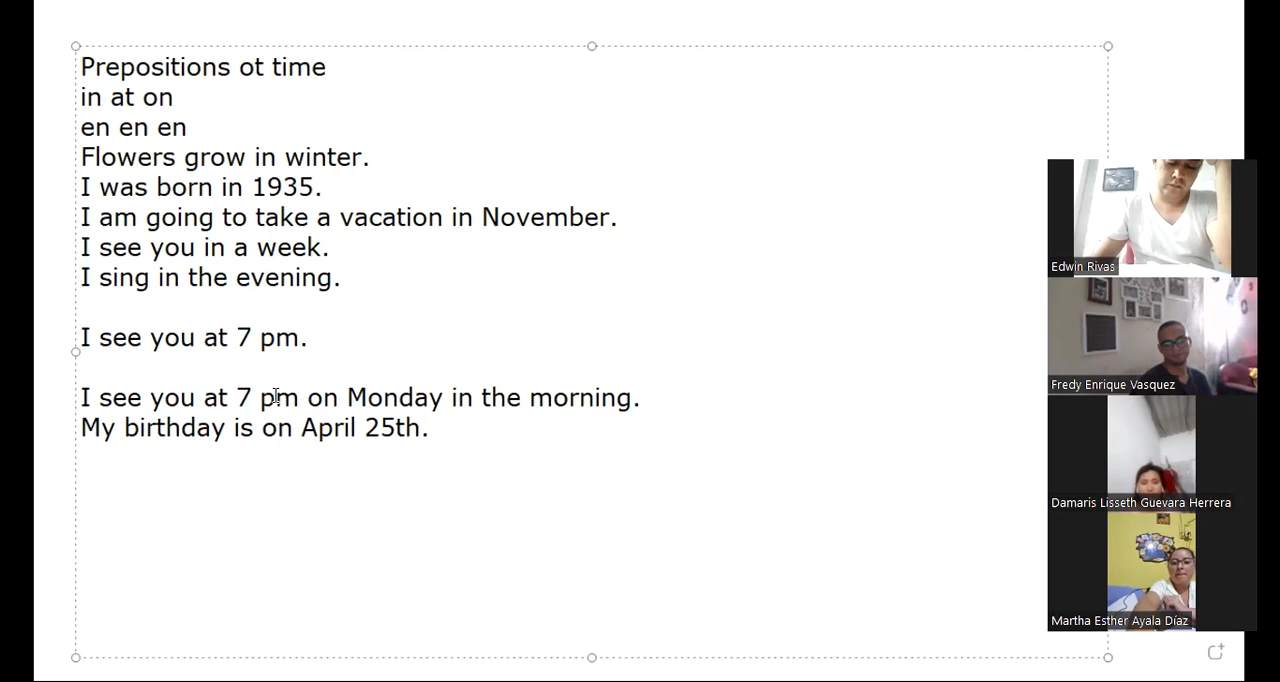 Prepositions ot time
in at on
en en en
Flowers grow in winter.
I was born in 1935.
I am going to take a vacation in November.
I see you in a week.
I sing in the evening.
I see you at 7 pm.
I see you at 7 pm on Monday in the morning.
My birthday is on April 25th.
Edwin Rivas
Fredy Enrique Vasquez
Damaris Lisseth Guevara Herrera
Martha Esther Ayala Díaz